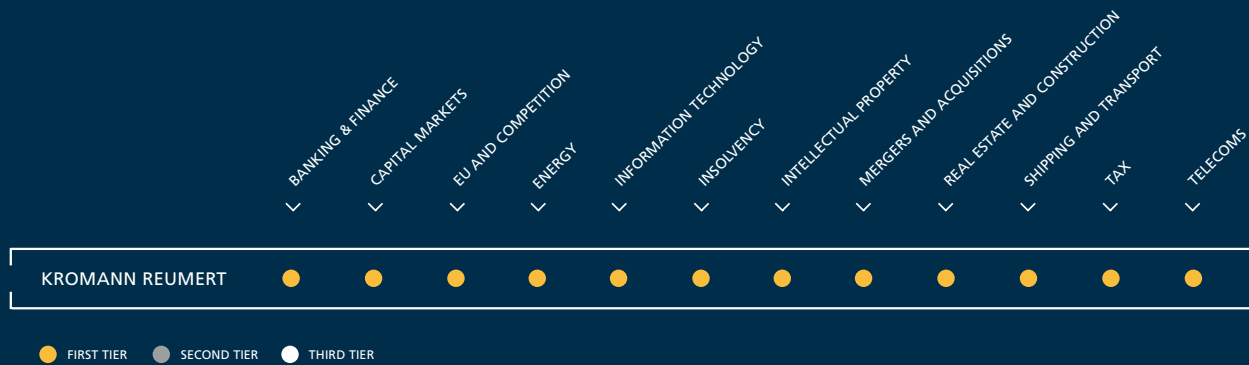 BANKING & FINANCE
CAPITAL MARKETS
EU AND COMPETITION
ENERGY
INFORMATION TECHNOLOGY
INSOLVENCY
INTELLECTUAL PROPERTY
MERGERS AND ACQUISITIONS
REAL ESTATE AND CONSTRUCTION
SHIPPING AND TRANSPORT
TAX
TELECOMS
KROMANN REUMERT
FIRST TIER
SECOND TIER
THIRD TIER